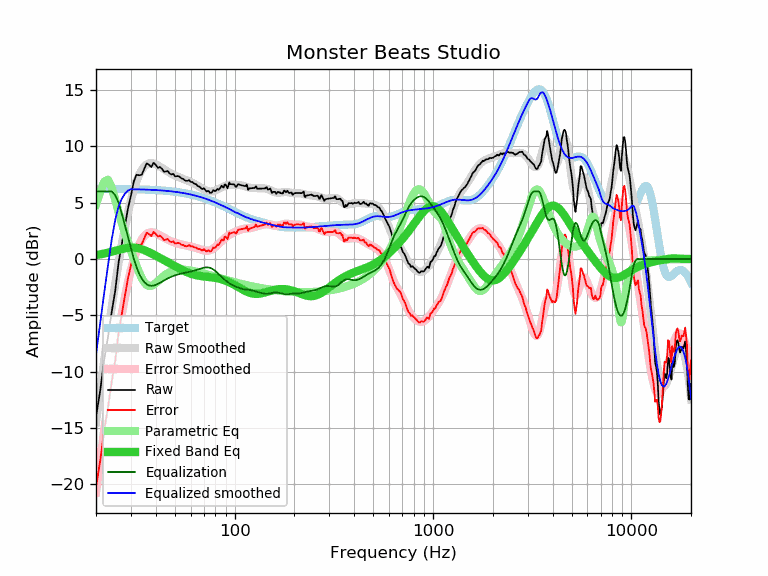 Monster Beats Studio
Amplitude (dBr)
15
10
5
0
−5
−10
−15
−20
Target
Raw Smoothed
Error Smoothed
Raw
Error
Parametric Eq
Fixed Band Eq
Equalization
Equalized smoothed
100 1000 10000
Frequency (Hz)